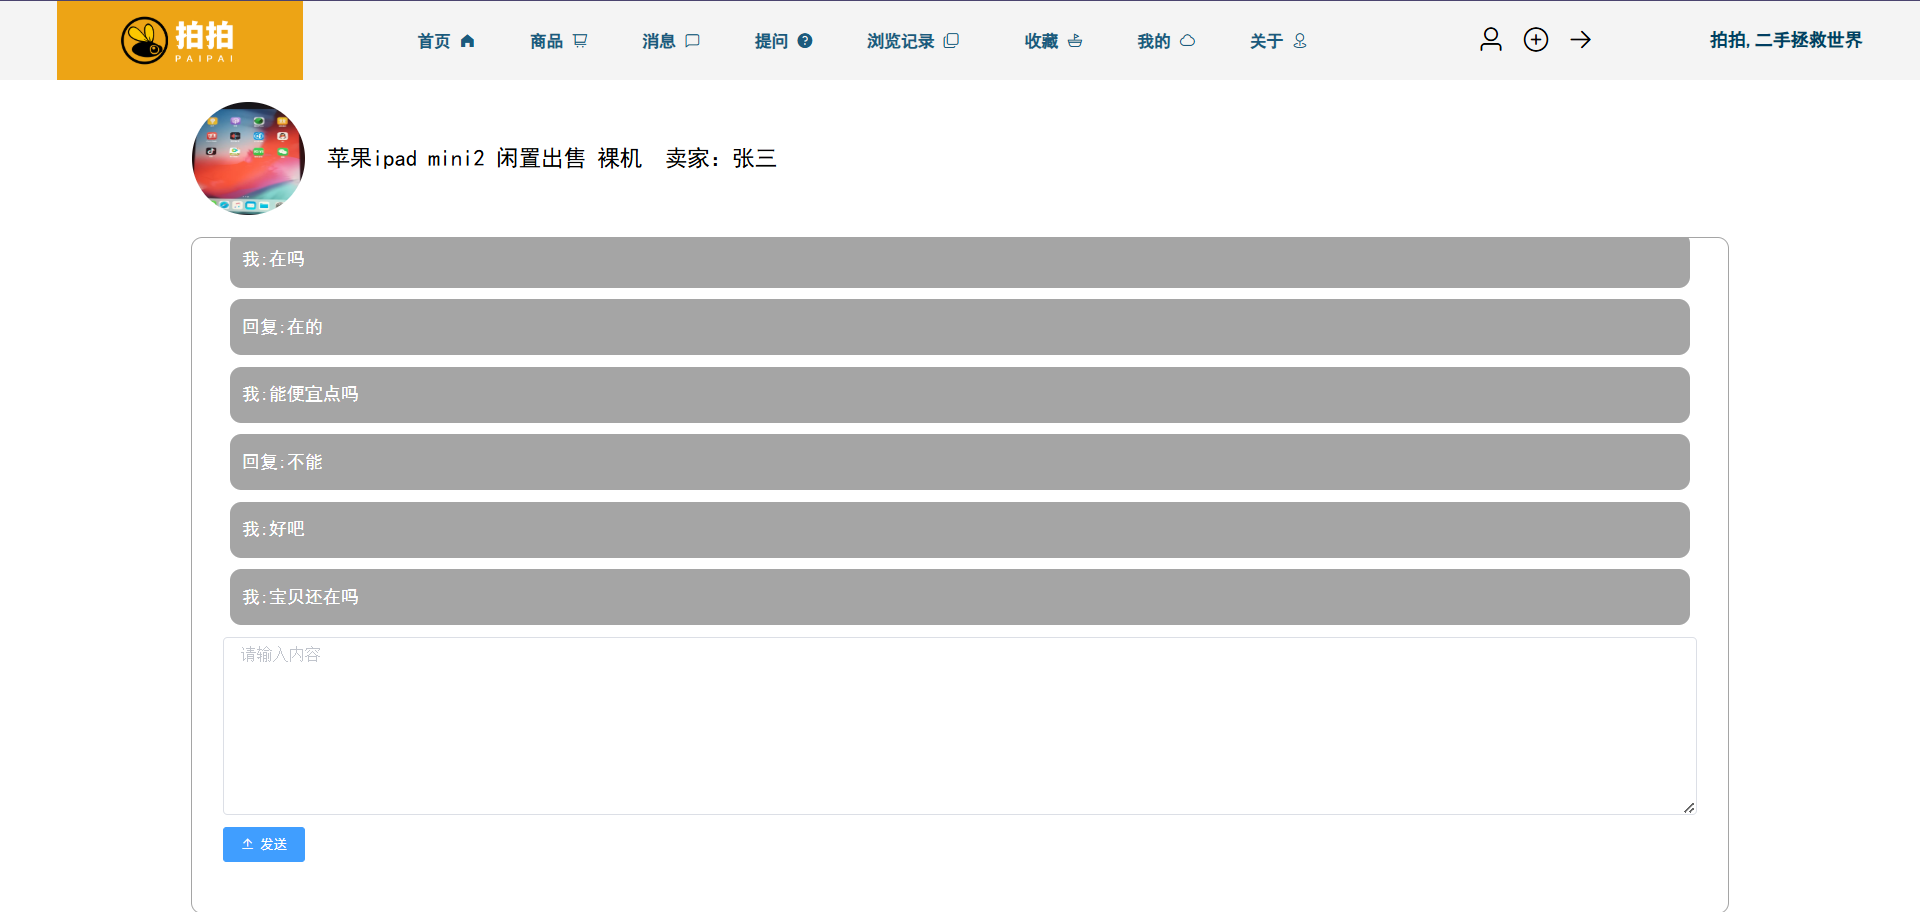 拍拍
PAIPAI
首页 商品 消息 提问 浏览记录 收藏 我的 关于
拍拍, 二手拯救世界
苹果ipad mini2 闲置出售 裸机 卖家：张三
我:在吗
回复:在的
我:能便宜点吗
回复:不能
我:好吧
我:宝贝还在吗
请输入内容
发送